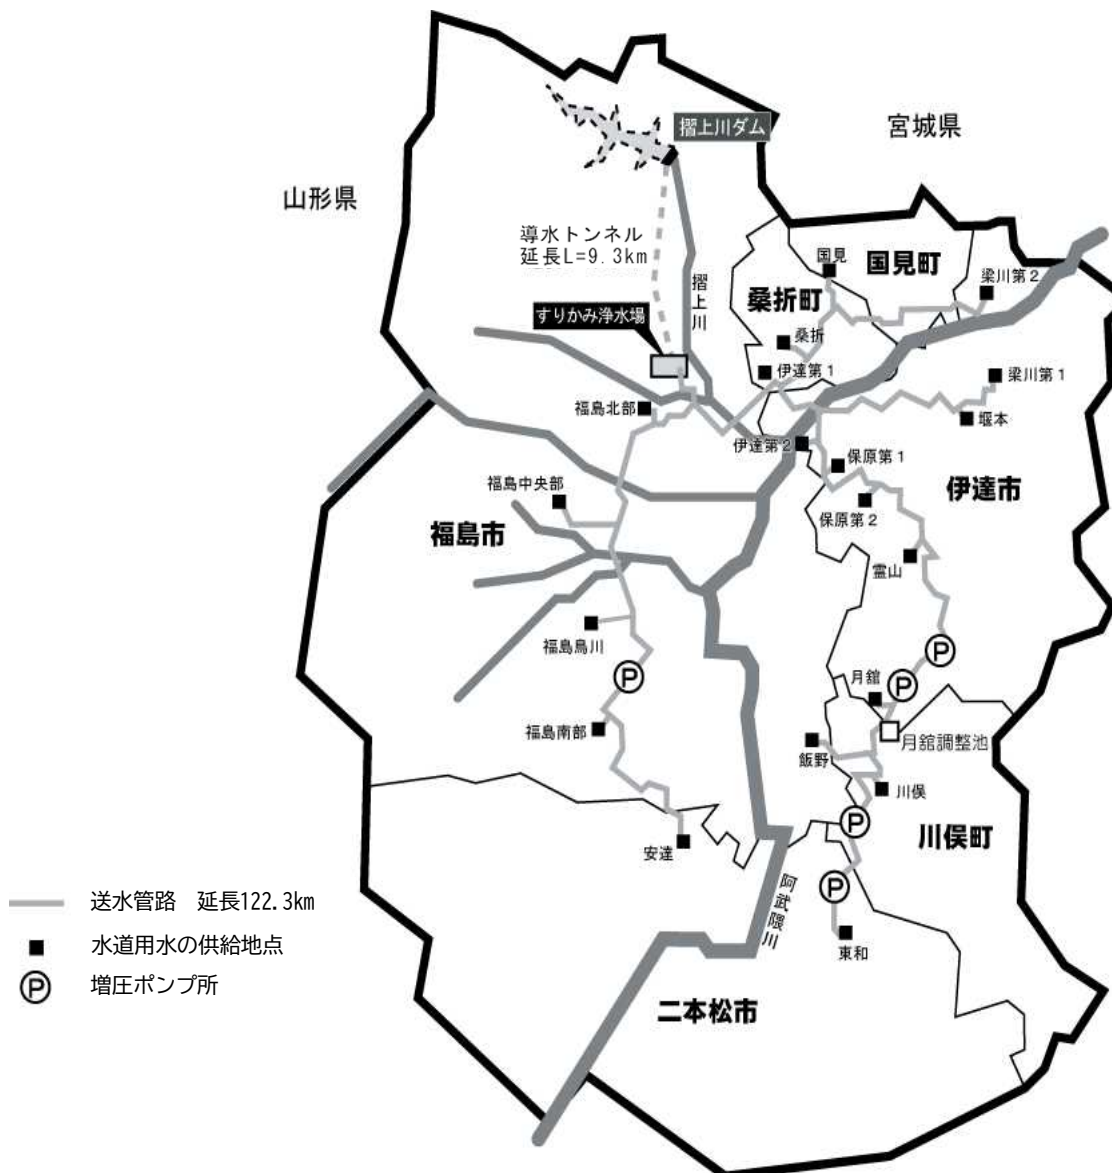 摺上川ダム
宮城県
山形県
導水トンネル
延長L=9.3km
国見
国見町
摺上川
桑折町
梁川第2
すりかみ浄水場
桑折
伊達第1
梁川第1
福島北部
堰本
伊達第2
保原第1
福島中央部
伊達市
保原第2
福島市
霊山
福島鳥川
月舘
福島南部
飯野
月舘調整池
川俣
川俣町
安達
阿武隈川
送水管路 延長122.3km
水道用水の供給地点
東和
P
増圧ポンプ所
二本松市
P
P
P
P
P